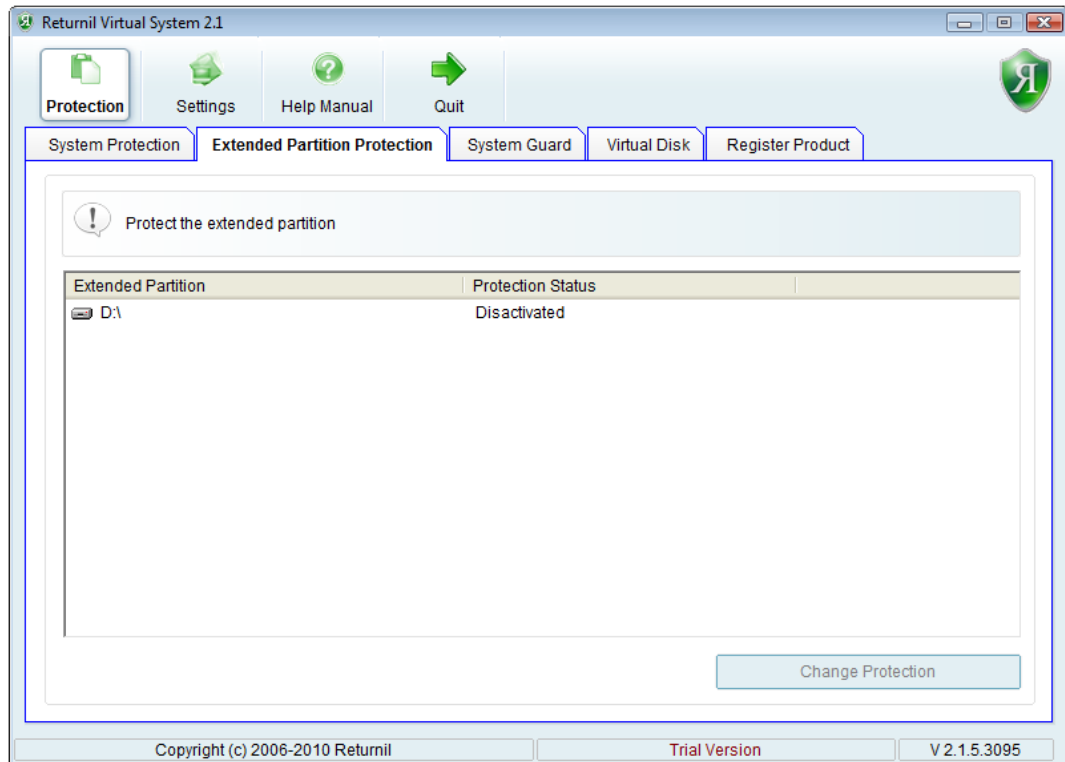 Returnil Virtual System 2.1
Protection Settings Help Manual Quit
System Protection Extended Partition Protection System Guard Virtual Disk Register Product
Protect the extended partition
Extended Partition Protection Status
D:\ Disactivated
Change Protection
Copyright (c) 2006-2010 Returnil Trial Version V 2.1.5.3095